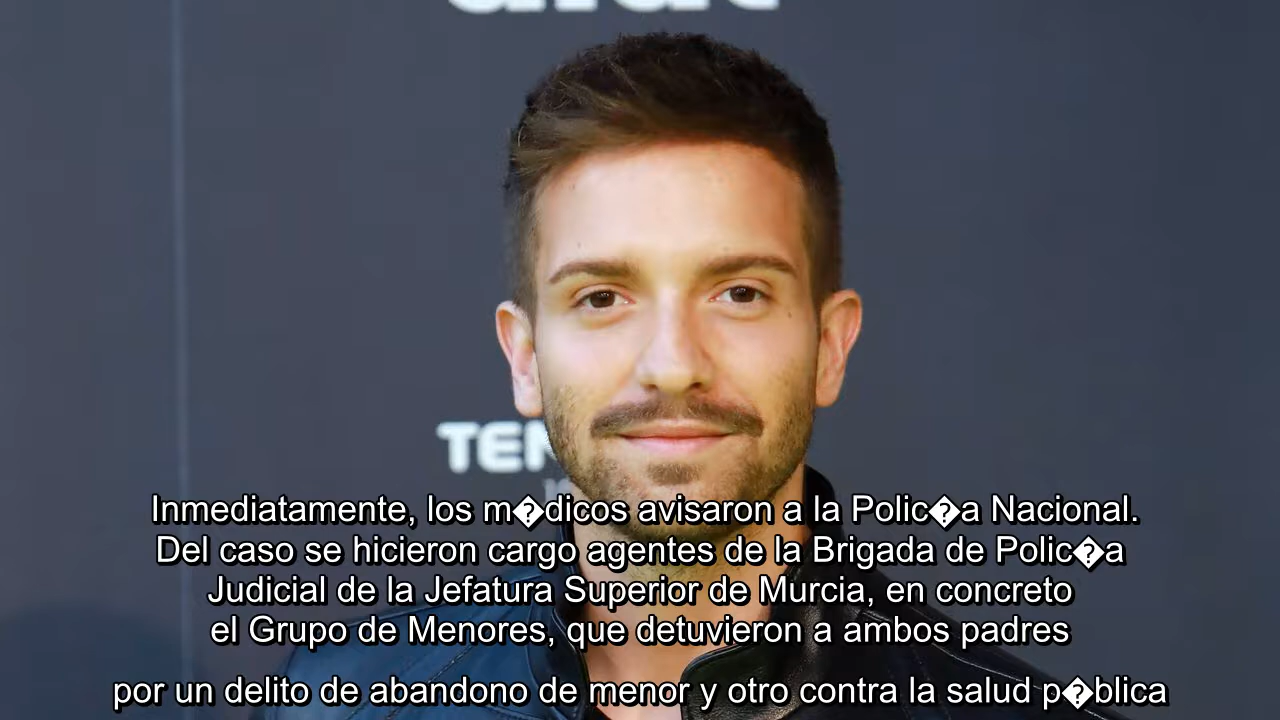 TEN
Inmediatamente, los m�dicos avisaron a la Polic�a Nacional.
Del caso se hicieron cargo agentes de la Brigada de Polic�a
Judicial de la Jefatura Superior de Murcia, en concreto
el Grupo de Menores, que detuvieron a ambos padres
por un delito de abandono de menor y otro contra la salud p�blica